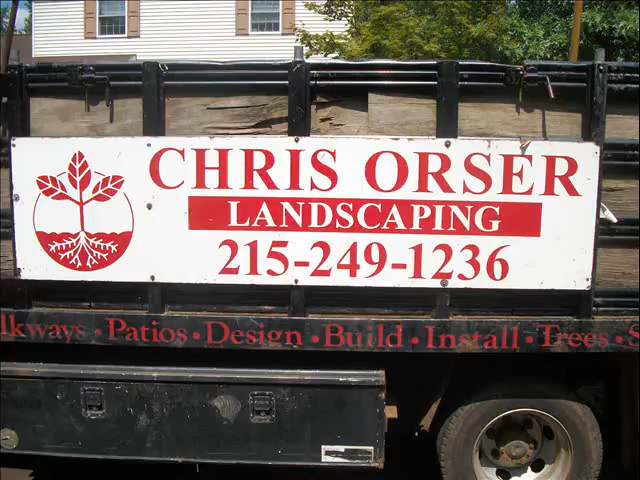 CHRIS ORSER
LANDSCAPING
215-249-1236
lkways • Patios • Design • Build • Install • Trees • S